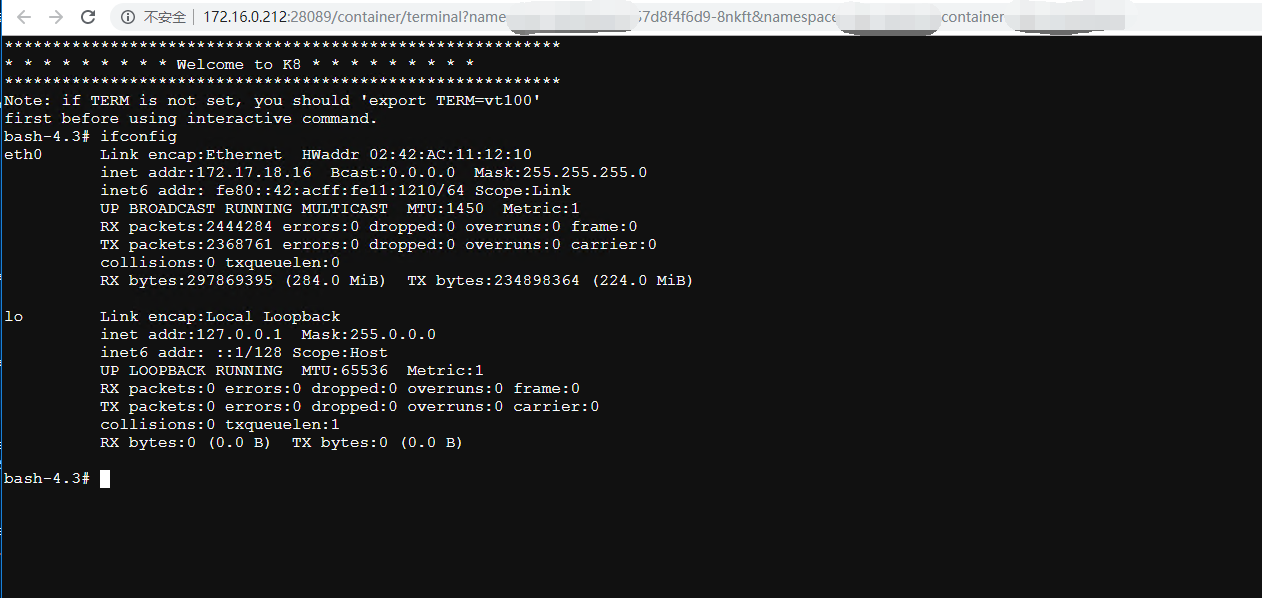 不安全 172.16.0.212:28089/container/terminal?name 57d8f4f6d9-8nkft&namespace container
**********************************************************
* * * * * * * * * Welcome to K8 * * * * * * * * *
**********************************************************
Note: if TERM is not set, you should 'export TERM=vt100'
first before using interactive command.
bash-4.3# ifconfig
eth0      Link encap:Ethernet  HWaddr 02:42:AC:11:12:10
          inet addr:172.17.18.16  Bcast:0.0.0.0  Mask:255.255.255.0
          inet6 addr: fe80::42:acff:fe11:1210/64 Scope:Link
          UP BROADCAST RUNNING MULTICAST  MTU:1450  Metric:1
          RX packets:2444284 errors:0 dropped:0 overruns:0 frame:0
          TX packets:2368761 errors:0 dropped:0 overruns:0 carrier:0
          collisions:0 txqueuelen:0
          RX bytes:297869395 (284.0 MiB)  TX bytes:234898364 (224.0 MiB)
lo        Link encap:Local Loopback
          inet addr:127.0.0.1  Mask:255.0.0.0
          inet6 addr: ::1/128 Scope:Host
          UP LOOPBACK RUNNING  MTU:65536  Metric:1
          RX packets:0 errors:0 dropped:0 overruns:0 frame:0
          TX packets:0 errors:0 dropped:0 overruns:0 carrier:0
          collisions:0 txqueuelen:1
          RX bytes:0 (0.0 B)  TX bytes:0 (0.0 B)
bash-4.3#